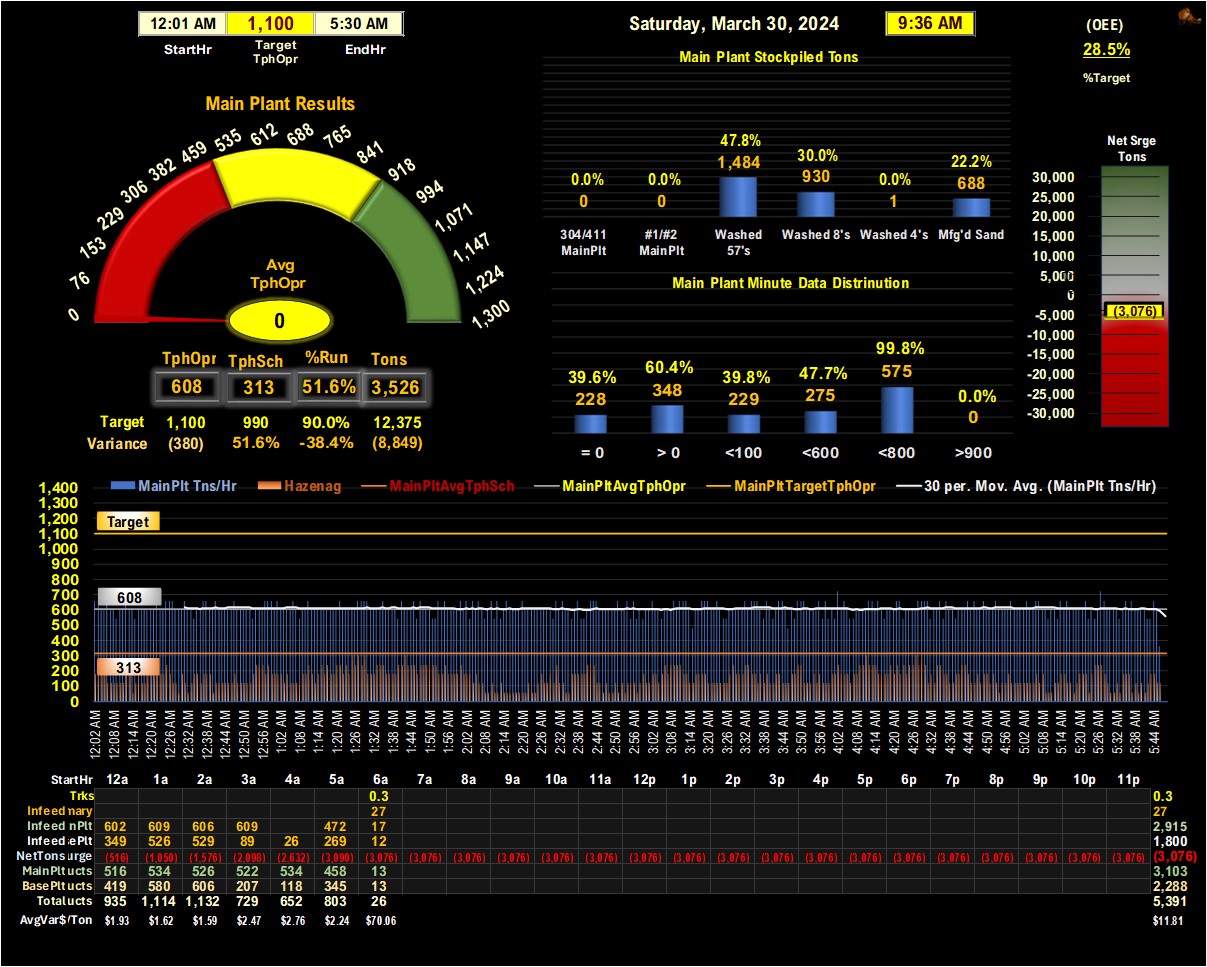 12:01 AM 1,100 5:30 AM
StartHr Target TphOpr EndHr
Saturday, March 30, 2024 9:36 AM
(OEE)
28.5%
%Target
Main Plant Results
0 76 153 229 306 382 459 535 612 688 765 841 918 994 1,071 1,147 1,224 1,300
Avg
TphOpr
0
TphOpr TphSch %Run Tons
608 313 51.6% 3,526
Target 1,100 990 90.0% 12,375
Variance (380) 51.6% -38.4% (8,849)
Main Plant Stockpiled Tons
0.0% 0.0% 47.8% 30.0% 0.0% 22.2%
0 0 1,484 930 1 688
304/411 MainPlt #1/#2 MainPlt Washed 57's Washed 8's Washed 4's Mfg'd Sand
Main Plant Minute Data Distrinution
39.6% 60.4% 39.8% 47.7% 99.8% 0.0%
228 348 229 275 575 0
= 0 > 0 <100 <600 <800 >900
Net Srge
Tons
30,000
25,000
20,000
15,000
10,000
5,000
0
(3,076)
-5,000
-10,000
-15,000
-20,000
-25,000
-30,000
MainPlt Tns/Hr Hazenag MainPltAvgTphSch MainPltAvgTphOpr MainPltTargetTphOpr 30 per. Mov. Avg. (MainPlt Tns/Hr)
1,400
1,300
1,200
1,100
1,000
900
800
700
600
500
400
300
200
100
0
Target
608
313
12:02 AM 12:08 AM 12:14 AM 12:20 AM 12:26 AM 12:32 AM 12:38 AM 12:44 AM 12:50 AM 12:56 AM 1:02 AM 1:08 AM 1:14 AM 1:20 AM 1:26 AM 1:32 AM 1:38 AM 1:44 AM 1:50 AM 1:56 AM 2:02 AM 2:08 AM 2:14 AM 2:20 AM 2:26 AM 2:32 AM 2:38 AM 2:44 AM 2:50 AM 2:56 AM 3:02 AM 3:08 AM 3:14 AM 3:20 AM 3:26 AM 3:32 AM 3:38 AM 3:44 AM 3:50 AM 3:56 AM 4:02 AM 4:08 AM 4:14 AM 4:20 AM 4:26 AM 4:32 AM 4:38 AM 4:44 AM 4:50 AM 4:56 AM 5:02 AM 5:08 AM 5:14 AM 5:20 AM 5:26 AM 5:32 AM 5:38 AM 5:44 AM
StartHr 12a 1a 2a 3a 4a 5a 6a 7a 8a 9a 10a 11a 12p 1p 2p 3p 4p 5p 6p 7p 8p 9p 10p 11p
Trks 0.3 0.3
Infeed nary 27 27
Infeed nPlt 602 609 606 609 472 17 2,915
Infeed ePlt 349 526 529 89 26 269 12 1,800
NetTons urge (516) (1,050) (1,576) (2,098) (2,632) (3,090) (3,076) (3,076) (3,076) (3,076) (3,076) (3,076) (3,076) (3,076) (3,076) (3,076) (3,076) (3,076) (3,076) (3,076) (3,076) (3,076) (3,076) (3,076) (3,076)
MainPlt ucts 516 534 526 522 534 458 13 3,103
BasePlt ucts 419 580 606 207 118 345 13 2,288
Total ucts 935 1,114 1,132 729 652 803 26 5,391
AvgVar$/Ton $1.93 $1.62 $1.59 $2.47 $2.76 $2.24 $70.06 $11.81